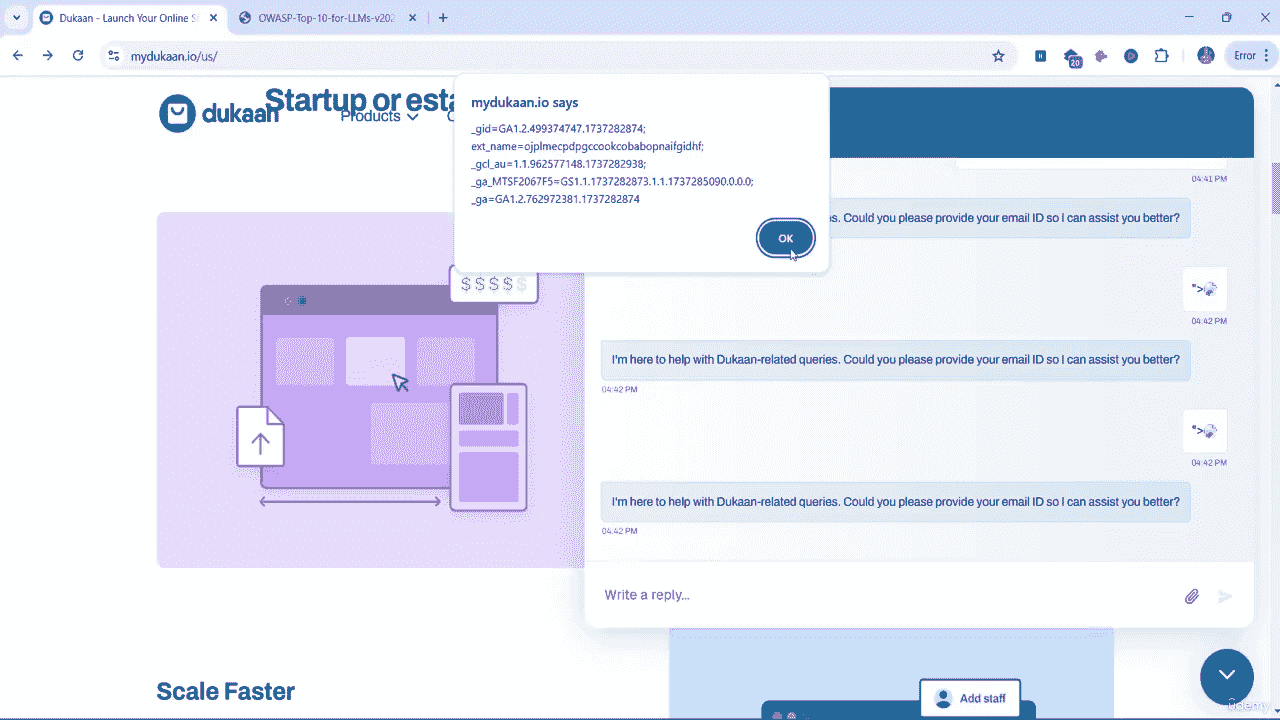 Dukaan - Launch Your Online S
OWASP-Top-10-for-LLMs-v202
mydukaan.io/us/
20
Error
dukaan
Startup or esta
Products
mydukaan.io says
_gid=GA1.2.499374747.1737282874;
ext_name=ojplmecpdpgccookcobabopnaifgidhf;
_gcl_au=1.1.962577148.1737282938;
_ga_MTSF2067F5=GS1.1.1737282873.1.1.1737285090.0.0.0;
_ga=GA1.2.762972381.1737282874
OK
04:41 PM
es. Could you please provide your email ID so I can assist you better?
">
04:42 PM
I'm here to help with Dukaan-related queries. Could you please provide your email ID so I can assist you better?
04:42 PM
">
04:42 PM
I'm here to help with Dukaan-related queries. Could you please provide your email ID so I can assist you better?
04:42 PM
Write a reply...
$ $ $ $ $
Scale Faster
Add staff
Udemy